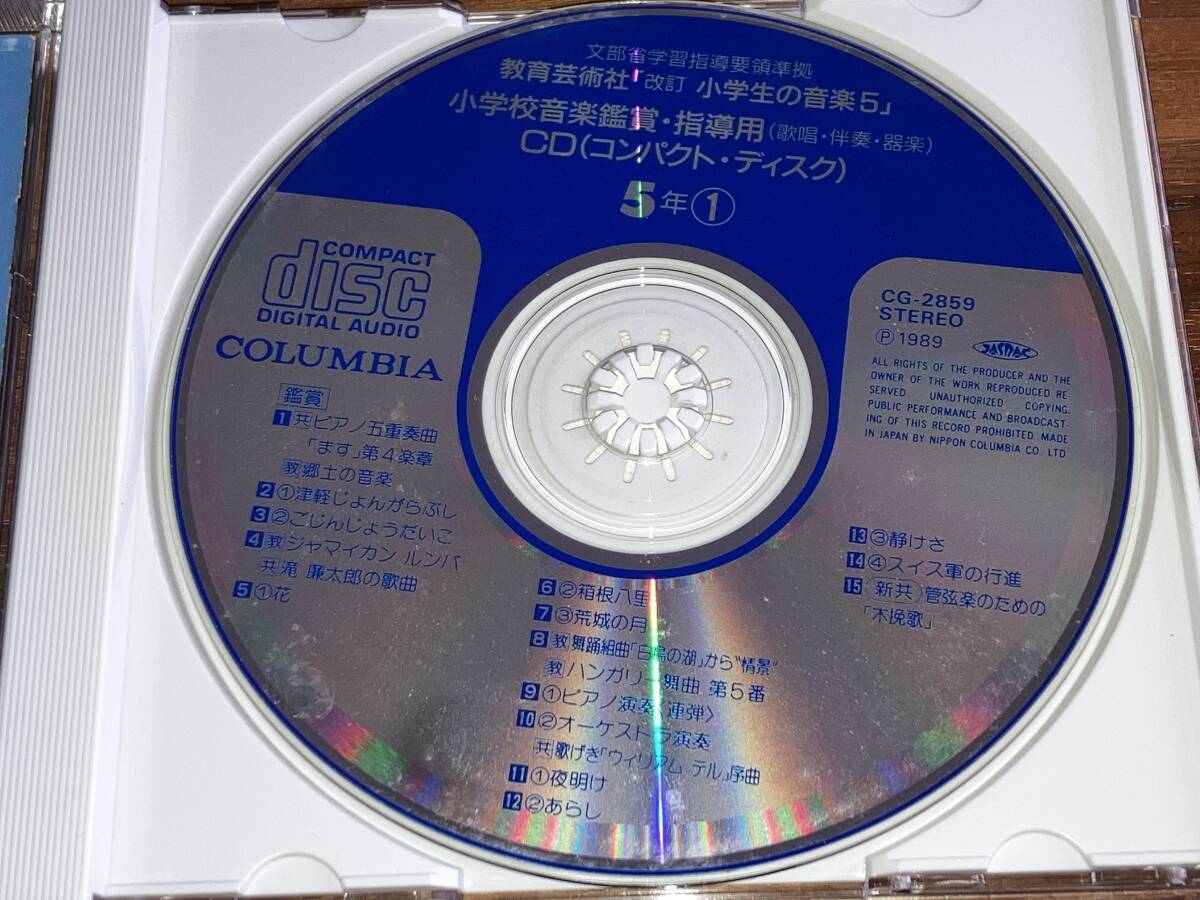 文部省学習指導要領準拠
教育芸術社「改訂 小学生の音楽5」
小学校音楽鑑賞・指導用(歌唱・伴奏・器楽)
CD(コンパクト・ディスク)
5年①
COMPACT
disc
DIGITAL AUDIO
COLUMBIA
CG-2859
STEREO
Ⓟ1989 JASRAC
ALL RIGHTS OF THE PRODUCER AND THE
OWNER OF THE WORK REPRODUCED RE
SERVED UNAUTHORIZED COPYING.
PUBLIC PERFORMANCE AND BROADCAST-
ING OF THIS RECORD PROHIBITED MADE
IN JAPAN BY NIPPON COLUMBIA CO. LTD
鑑賞
1 共 ピアノ五重奏曲
「ます」第4楽章
教 郷土の音楽
2 ①津軽じょんがらぶし
3 ②ごじんじょうだいこ
4 教 ジャマイカン ルンバ
共 滝 廉太郎の歌曲
5 ①花
6 ②箱根八里
7 ③荒城の月
8 教 舞踊組曲「白鳥の湖」から“情景”
教 ハンガリー舞曲 第5番
9 ①ピアノ演奏〈連弾〉
10 ②オーケストラ演奏
共 歌げき「ウィリアム テル」序曲
11 ①夜明け
12 ②あらし
13 ③静けさ
14 ④スイス軍の行進
15 新共 管弦楽のための
「木挽歌」